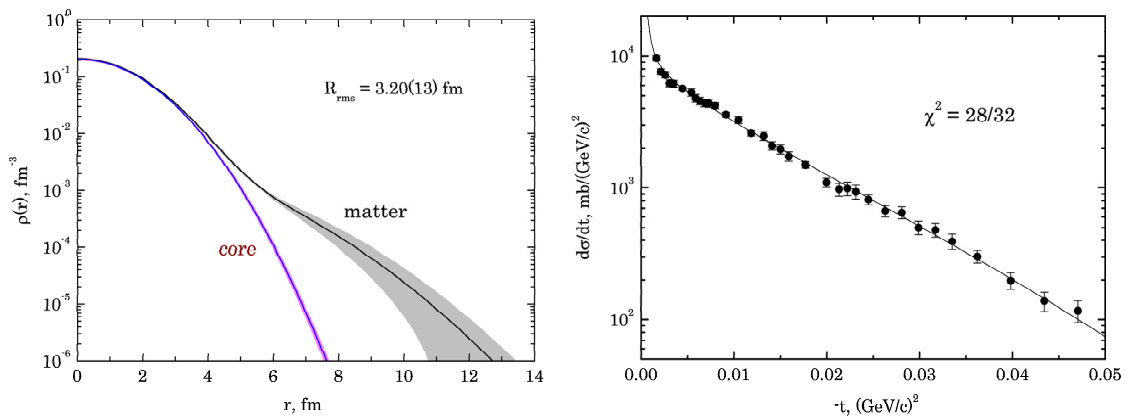 10⁰
10⁻¹
10⁻²
10⁻³
10⁻⁴
10⁻⁵
10⁻⁶
ρ(r), fm⁻³
Rᵣₘₛ = 3.20(13) fm
matter
core
0 2 4 6 8 10 12 14
r, fm
10⁴
10³
10²
dσ/dt, mb/(GeV/c)²
χ² = 28/32
0.00 0.01 0.02 0.03 0.04 0.05
-t, (GeV/c)²